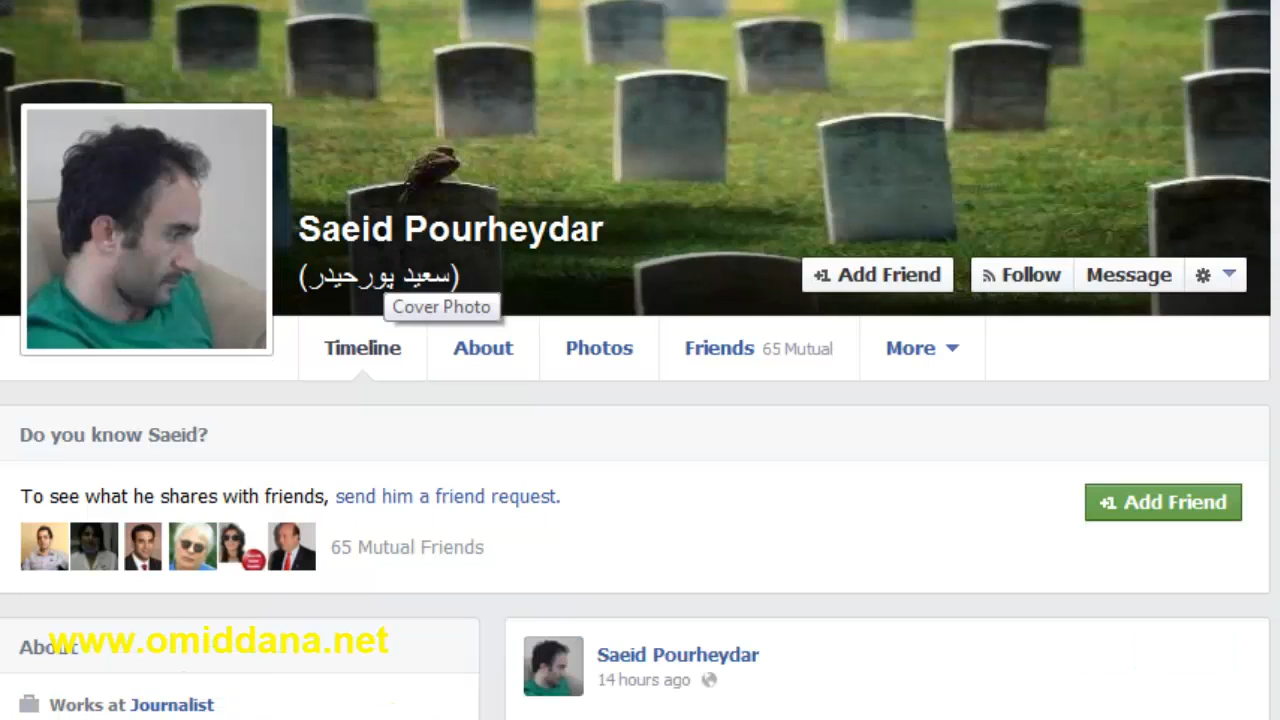 Saeid Pourheydar
(سعید پورحیدر)
Add Friend
Follow
Message
Cover Photo
Timeline
About
Photos
Friends 65 Mutual
More
Do you know Saeid?
To see what he shares with friends, send him a friend request.
+1 Add Friend
65 Mutual Friends
About
www.omiddana.net
Works at Journalist
Saeid Pourheydar
14 hours ago